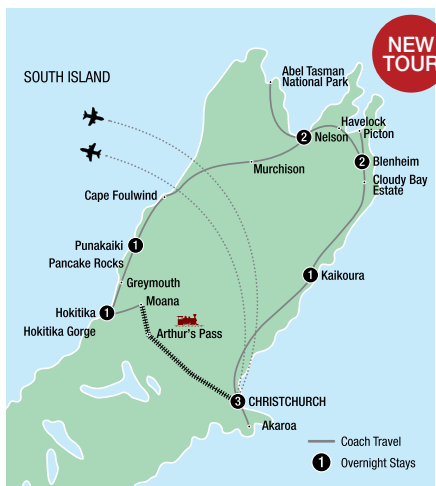 NEW
TOUR
SOUTH ISLAND
Abel Tasman
National Park
Havelock
Picton
2 Nelson
2 Blenheim
Murchison
Cloudy Bay
Estate
Cape Foulwind
Punakaiki 1
Pancake Rocks
1 Kaikoura
Greymouth
Moana
Hokitika 1
Hokitika Gorge
Arthur's Pass
3 CHRISTCHURCH
Akaroa
Coach Travel
1 Overnight Stays